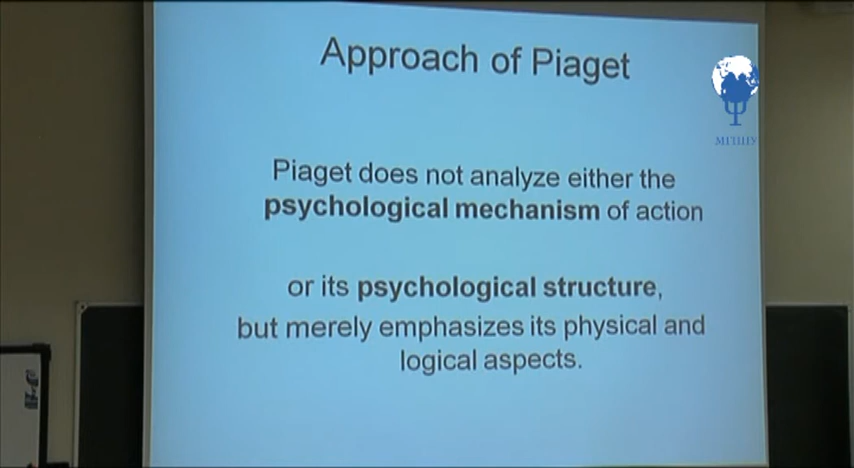 Approach of Piaget
МГППУ
Piaget does not analyze either the
psychological mechanism of action
or its psychological structure,
but merely emphasizes its physical and
logical aspects.